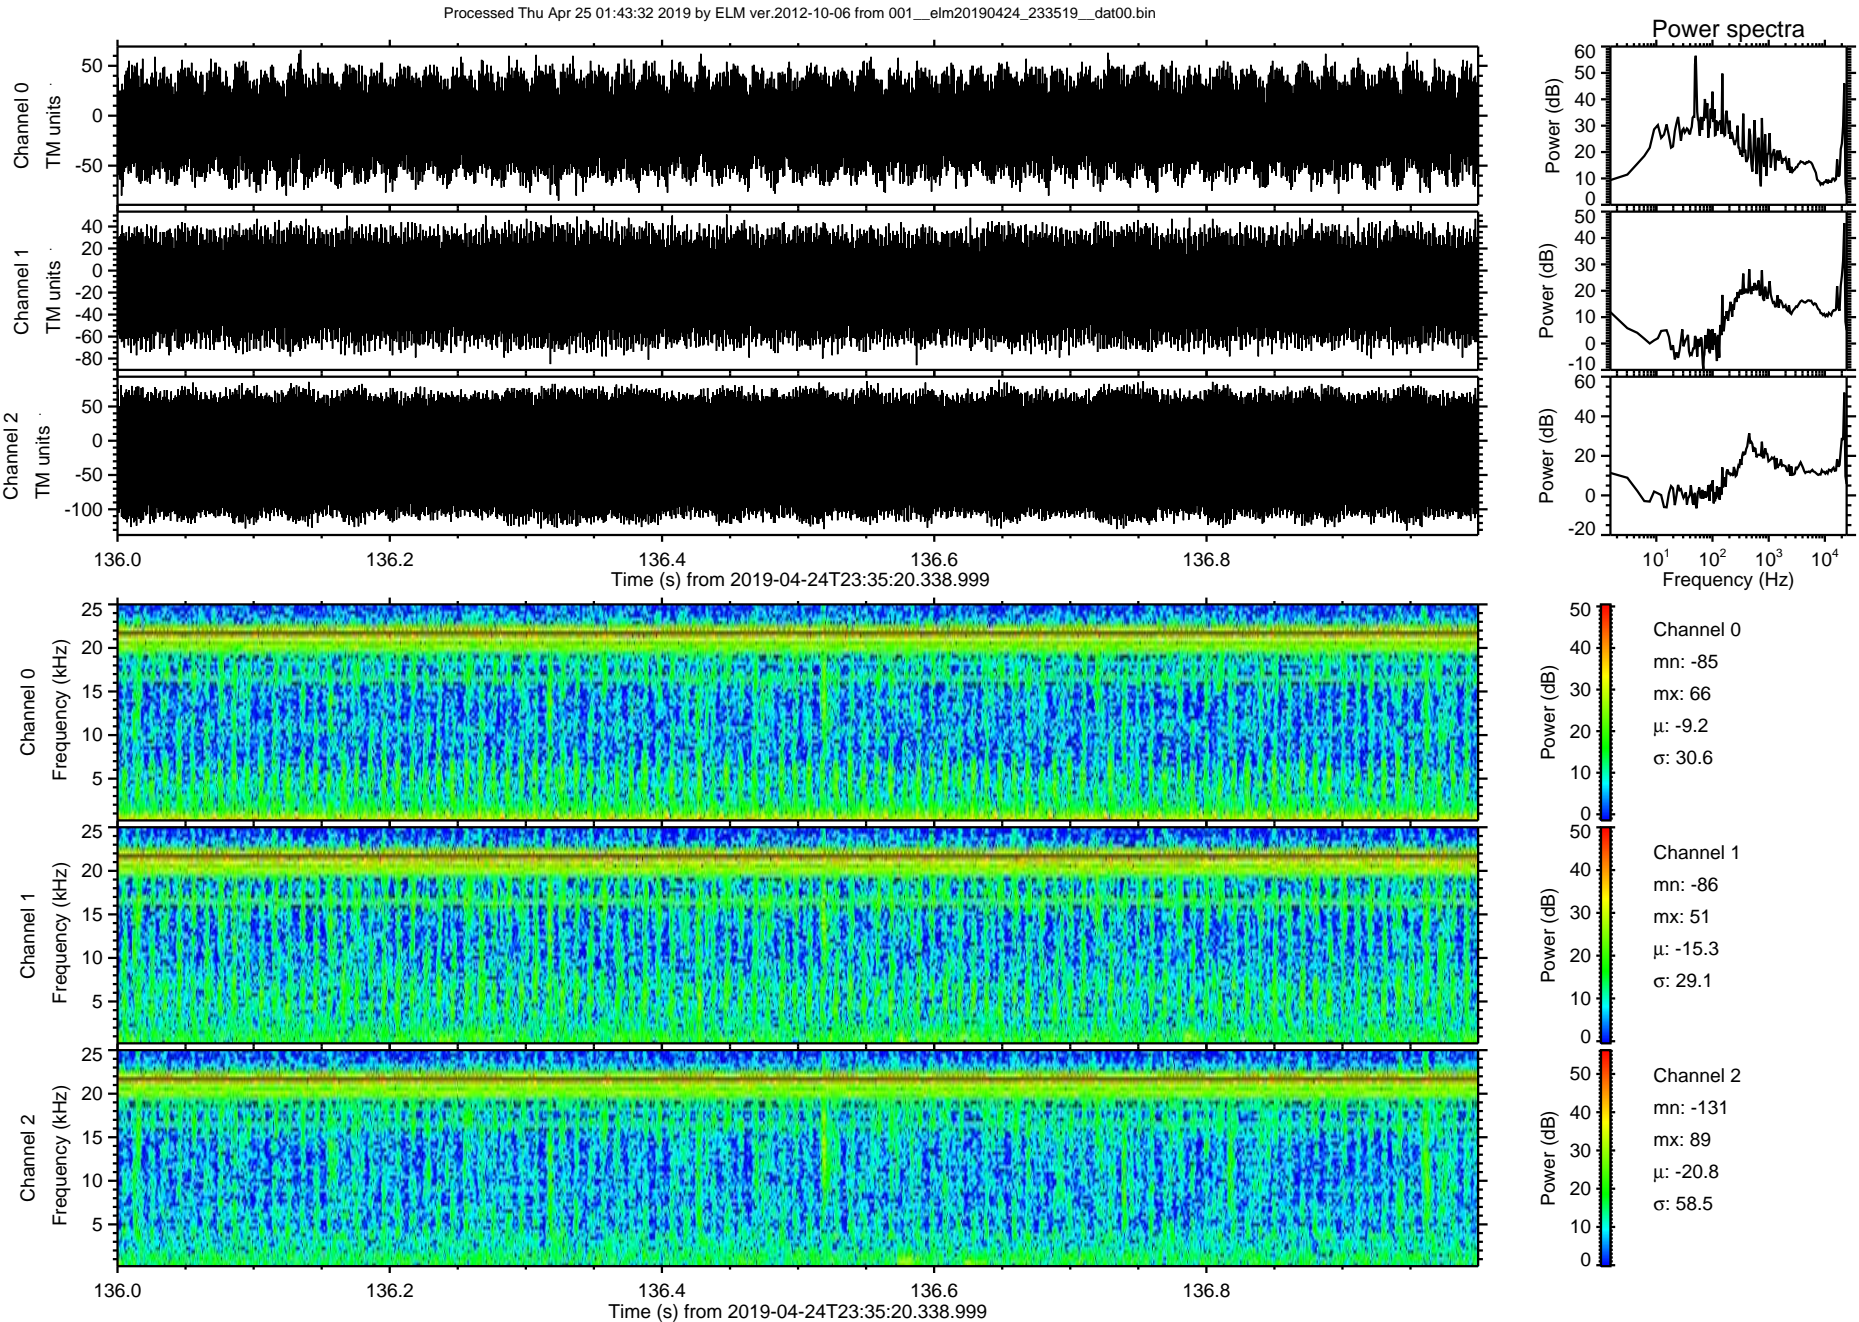 Processed Thu Apr 25 01:43:32 2019 by ELM ver.2012-10-06 from 001__elm20190424_233519__dat00.bin
Power spectra
Channel 0
TM units
50
0
-50
Power (dB)
60
50
40
30
20
10
0
Channel 1
TM units
40
20
0
-20
-40
-60
-80
Power (dB)
50
40
30
20
10
0
-10
Channel 2
TM units
50
0
-50
-100
Power (dB)
60
40
20
0
-20
136.0 136.2 136.4 136.6 136.8
Time (s) from 2019-04-24T23:35:20.338.999
10¹ 10² 10³ 10⁴
Frequency (Hz)
Channel 0
Frequency (kHz)
25
20
15
10
5
Power (dB)
50
40
30
20
10
0
Channel 0
mn: -85
mx: 66
μ: -9.2
σ: 30.6
Channel 1
Frequency (kHz)
25
20
15
10
5
Power (dB)
50
40
30
20
10
0
Channel 1
mn: -86
mx: 51
μ: -15.3
σ: 29.1
Channel 2
Frequency (kHz)
25
20
15
10
5
Power (dB)
50
40
30
20
10
0
Channel 2
mn: -131
mx: 89
μ: -20.8
σ: 58.5
136.0 136.2 136.4 136.6 136.8
Time (s) from 2019-04-24T23:35:20.338.999